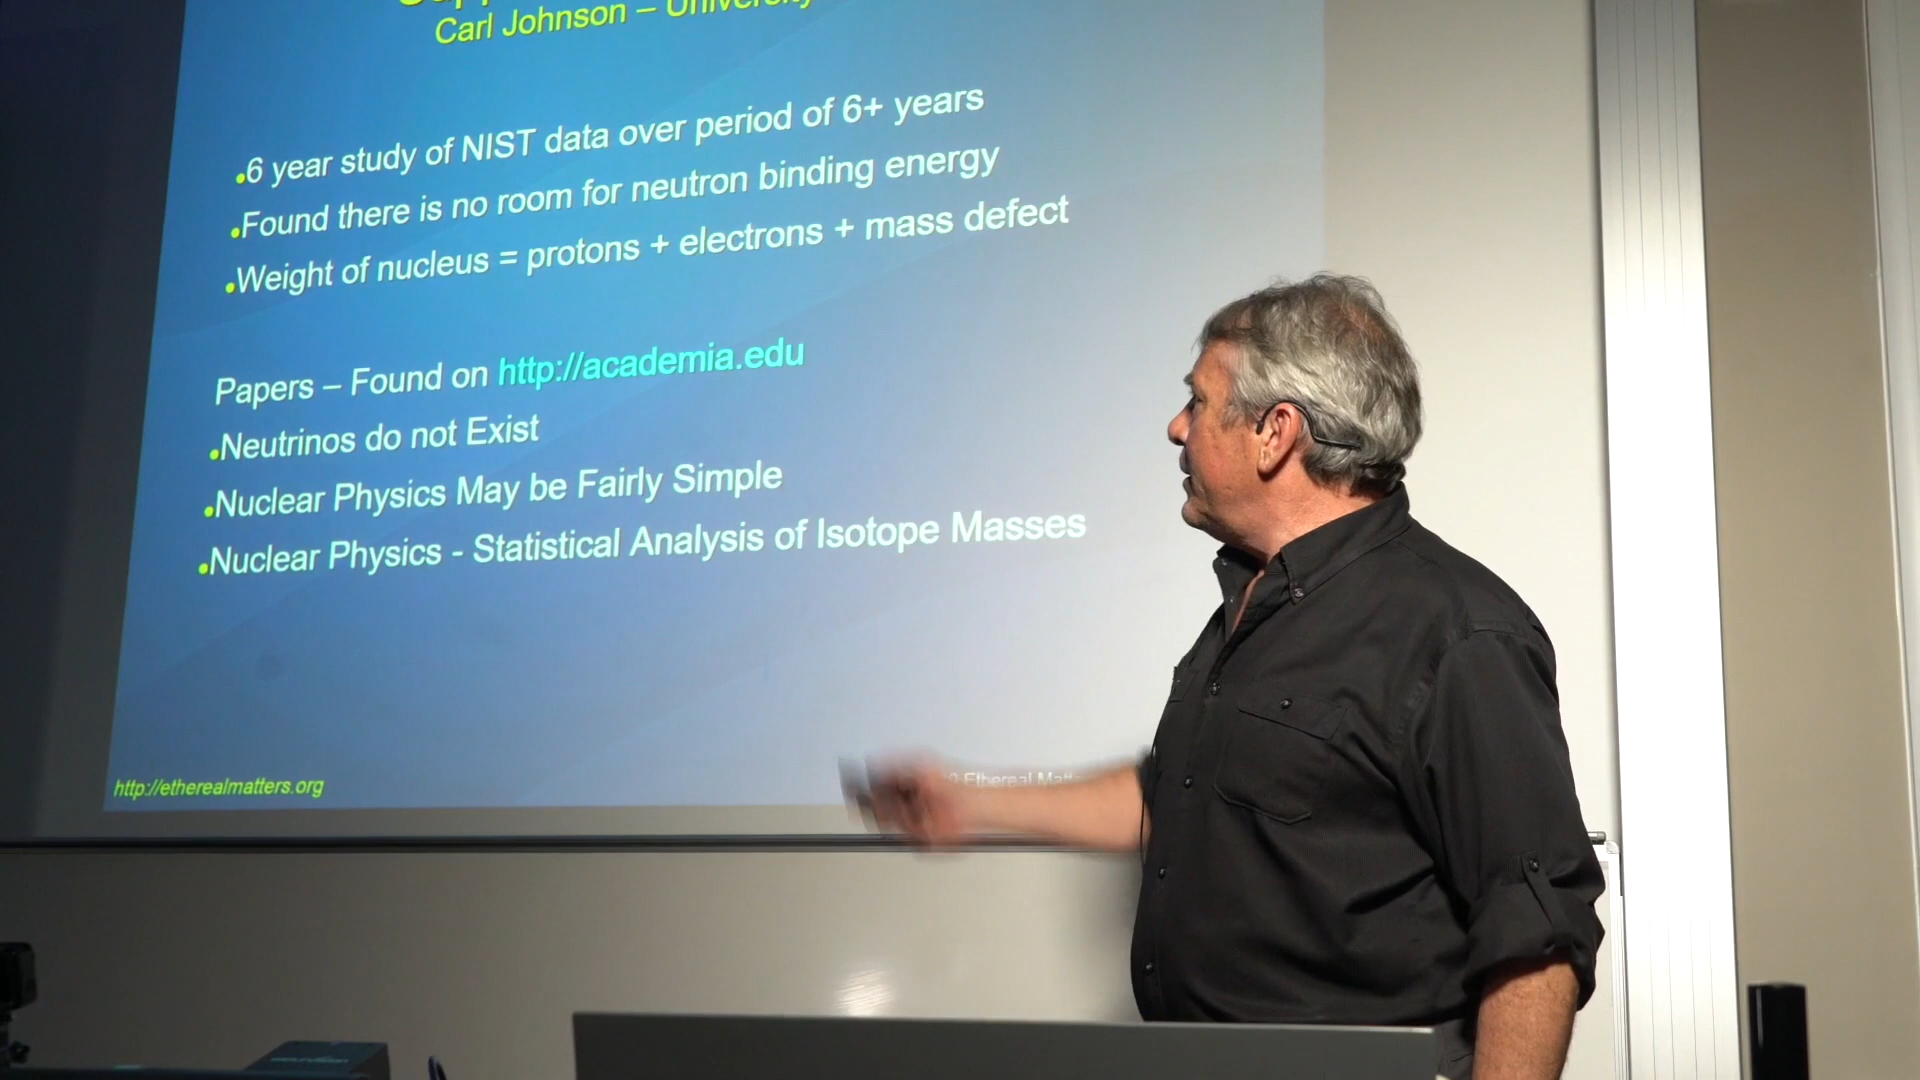 Carl Johnson – University
•6 year study of NIST data over period of 6+ years
•Found there is no room for neutron binding energy
•Weight of nucleus = protons + electrons + mass defect
Papers – Found on http://academia.edu
•Neutrinos do not Exist
•Nuclear Physics May be Fairly Simple
•Nuclear Physics - Statistical Analysis of Isotope Masses
http://etherealmatters.org
Ethereal